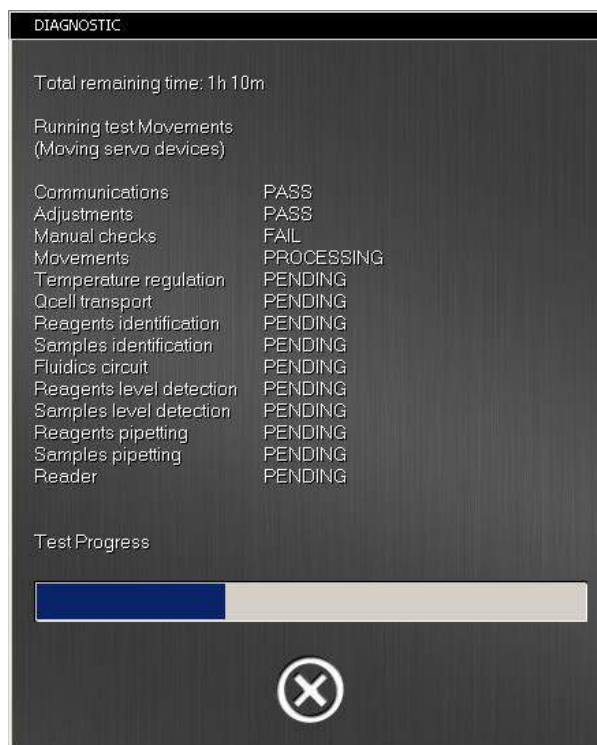 DIAGNOSTIC
Total remaining time: 1h 10m
Running test Movements
(Moving servo devices)
Communications PASS
Adjustments PASS
Manual checks FAIL
Movements PROCESSING
Temperature regulation PENDING
Qcell transport PENDING
Reagents identification PENDING
Samples identification PENDING
Fluidics circuit PENDING
Reagents level detection PENDING
Samples level detection PENDING
Reagents pipetting PENDING
Samples pipetting PENDING
Reader PENDING
Test Progress